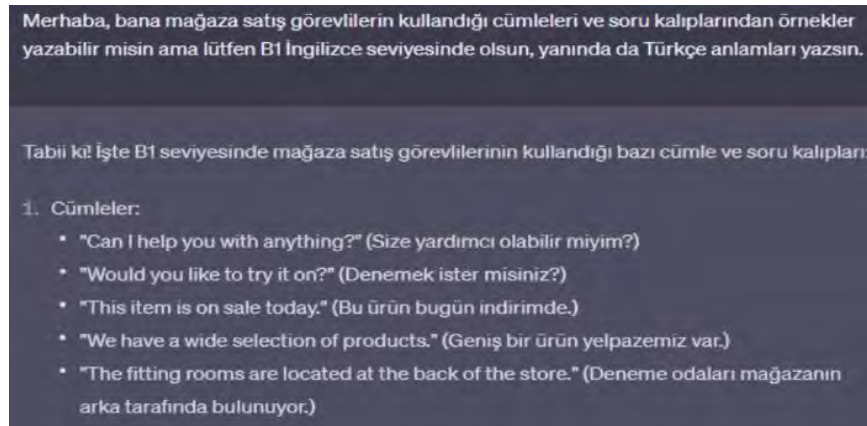 Merhaba, bana mağaza satış görevlilerin kullandığı cümleleri ve soru kalıplarından örnekler
yazabilir misin ama lütfen B1 İngilizce seviyesinde olsun, yanında da Türkçe anlamları yazsın.
Tabii ki! İşte B1 seviyesinde mağaza satış görevlilerinin kullandığı bazı cümle ve soru kalıpları:
1. Cümleler:
• "Can I help you with anything?" (Size yardımcı olabilir miyim?)
• "Would you like to try it on?" (Denemek ister misiniz?)
• "This item is on sale today." (Bu ürün bugün indirimde.)
• "We have a wide selection of products." (Geniş bir ürün yelpazemiz var.)
• "The fitting rooms are located at the back of the store." (Deneme odaları mağazanın
arka tarafında bulunuyor.)